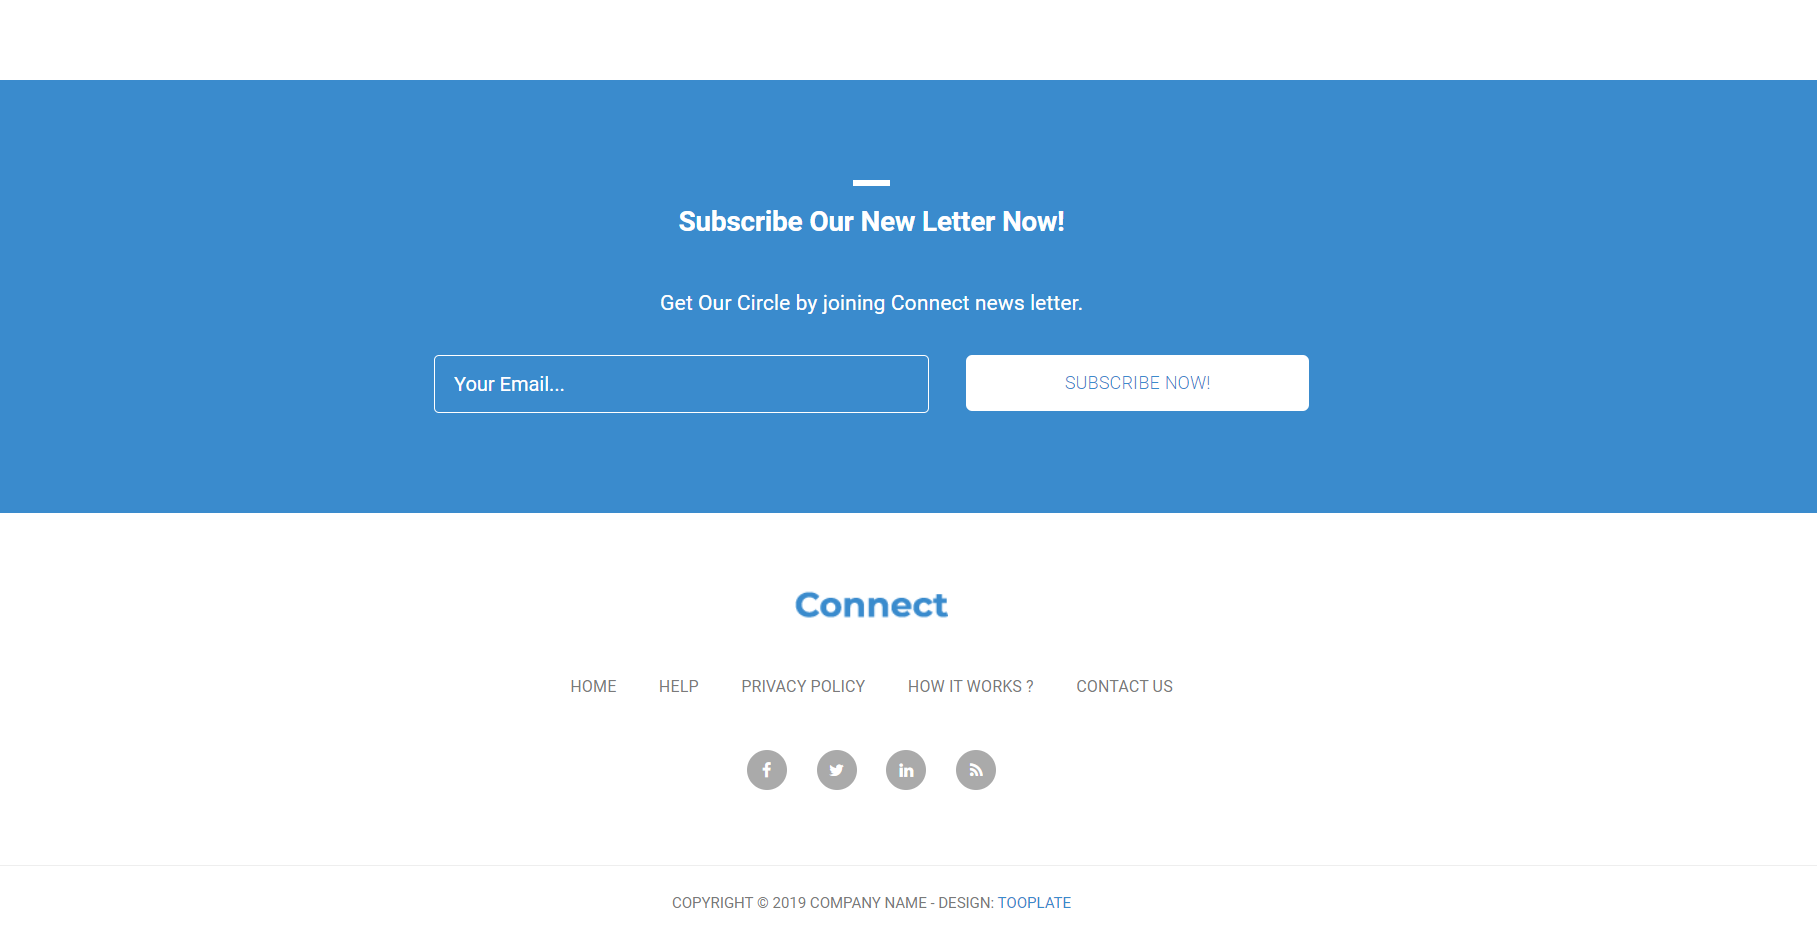 Subscribe Our New Letter Now!
Get Our Circle by joining Connect news letter.
Your Email...
SUBSCRIBE NOW!
Connect
HOME HELP PRIVACY POLICY HOW IT WORKS ? CONTACT US
COPYRIGHT © 2019 COMPANY NAME - DESIGN: TOOPLATE